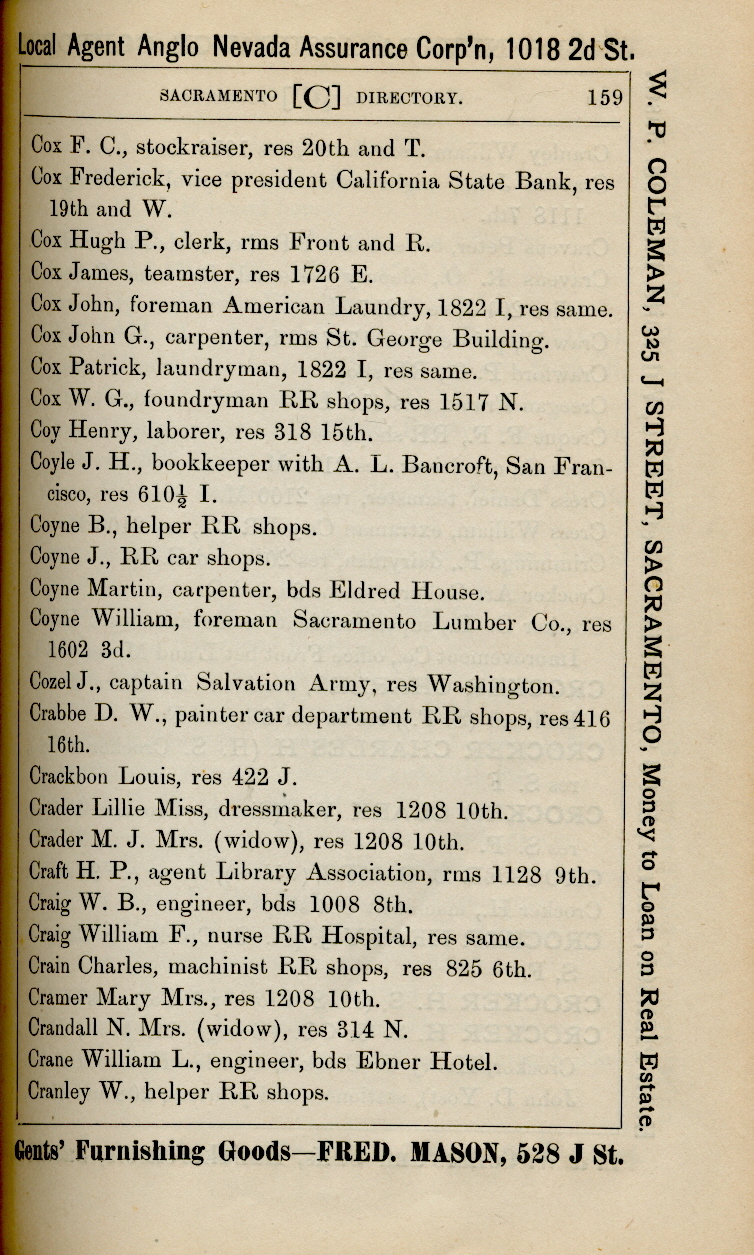 Local Agent Anglo Nevada Assurance Corp'n, 1018 2d St.
SACRAMENTO [C] DIRECTORY. 159
Cox F. C., stockraiser, res 20th and T.
Cox Frederick, vice president California State Bank, res
19th and W.
Cox Hugh P., clerk, rms Front and R.
Cox James, teamster, res 1726 E.
Cox John, foreman American Laundry, 1822 I, res same.
Cox John G., carpenter, rms St. George Building.
Cox Patrick, laundryman, 1822 I, res same.
Cox W. G., foundryman RR shops, res 1517 N.
Coy Henry, laborer, res 318 15th.
Coyle J. H., bookkeeper with A. L. Bancroft, San Fran-
cisco, res 610½ I.
Coyne B., helper RR shops.
Coyne J., RR car shops.
Coyne Martin, carpenter, bds Eldred House.
Coyne William, foreman Sacramento Lumber Co., res
1602 3d.
Cozel J., captain Salvation Army, res Washington.
Crabbe D. W., painter car department RR shops, res 416
16th.
Crackbon Louis, res 422 J.
Crader Lillie Miss, dressmaker, res 1208 10th.
Crader M. J. Mrs. (widow), res 1208 10th.
Craft H. P., agent Library Association, rms 1128 9th.
Craig W. B., engineer, bds 1008 8th.
Craig William F., nurse RR Hospital, res same.
Crain Charles, machinist RR shops, res 825 6th.
Cramer Mary Mrs., res 1208 10th.
Crandall N. Mrs. (widow), res 314 N.
Crane William L., engineer, bds Ebner Hotel.
Cranley W., helper RR shops.
Gents' Furnishing Goods—FRED. MASON, 528 J St.
W. P. COLEMAN, 325 J STREET, SACRAMENTO, Money to Loan on Real Estate.